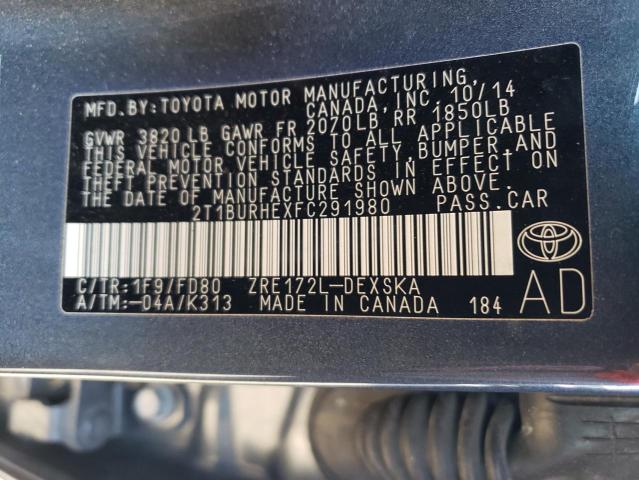 MFD.BY:TOYOTA MOTOR MANUFACTURING,
CANADA,INC. 10/14
GVWR 3820 LB GAWR FR 2070LB,RR 1850LB
THIS VEHICLE CONFORMS TO ALL APPLICABLE
FEDERAL MOTOR VEHICLE SAFETY,BUMPER,AND
THEFT PREVENTION STANDARDS IN EFFECT ON
THE DATE OF MANUFACTURE SHOWN ABOVE.
2T1BURHEXFC291980 PASS.CAR
C/TR:1F9/FD80 ZRE172L-DEXSKA
A/TM:-04A/K313 MADE IN CANADA 184
AD